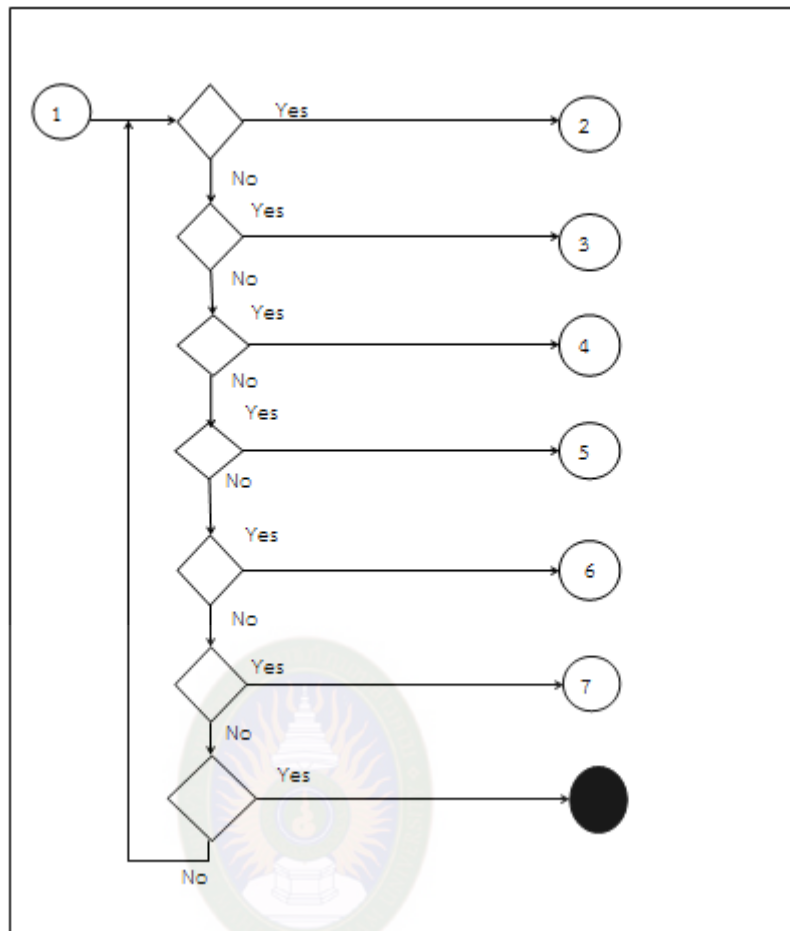 1
Yes
2
No
Yes
3
No
Yes
4
No
Yes
5
No
Yes
6
No
Yes
7
No
Yes
No